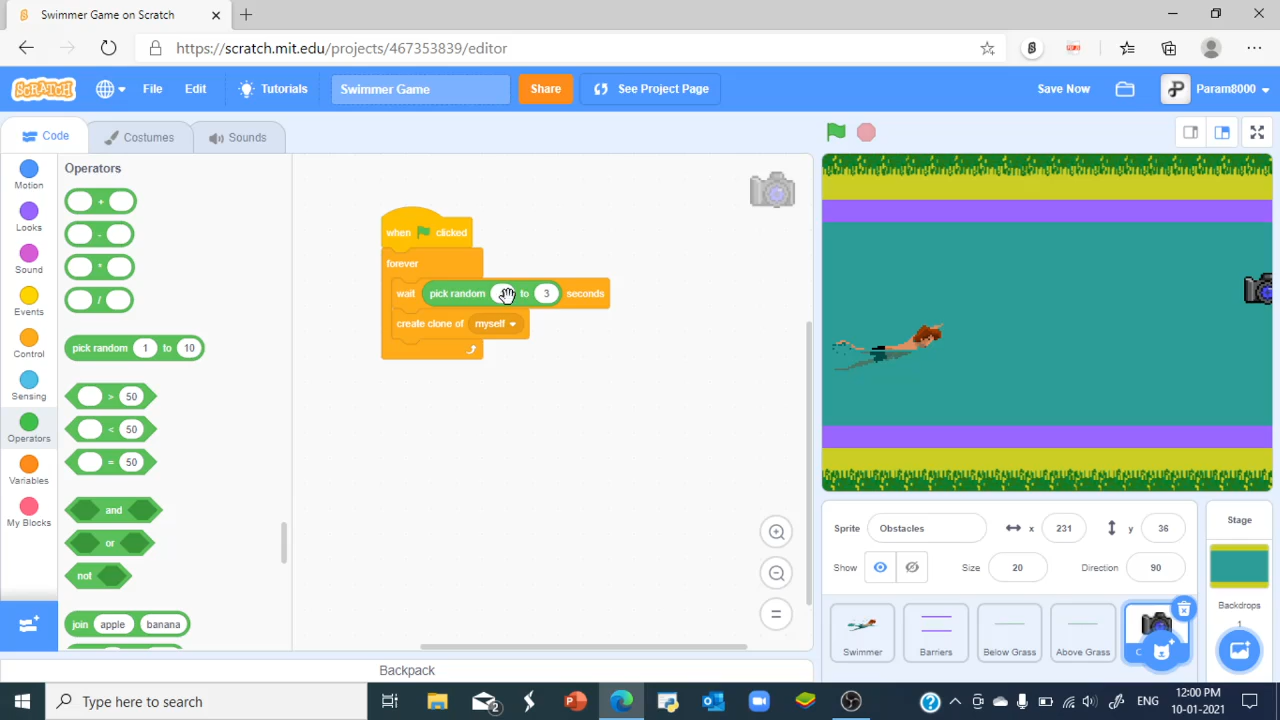 Swimmer Game on Scratch
https://scratch.mit.edu/projects/467353839/editor
SCRATCH
File
Edit
Tutorials
Swimmer Game
Share
See Project Page
Save Now
Param8000
Code
Costumes
Sounds
Motion
Looks
Sound
Events
Control
Sensing
Operators
Variables
My Blocks
Operators
+
-
*
/
pick random 1 to 10
> 50
< 50
= 50
and
or
not
join apple banana
when clicked
forever
wait pick random to 3 seconds
create clone of myself
Backpack
Sprite Obstacles
x 231
y 36
Show
Size 20
Direction 90
Swimmer
Barriers
Below Grass
Above Grass
Stage
Backdrops
1
Type here to search
2
ENG
12:00 PM
10-01-2021